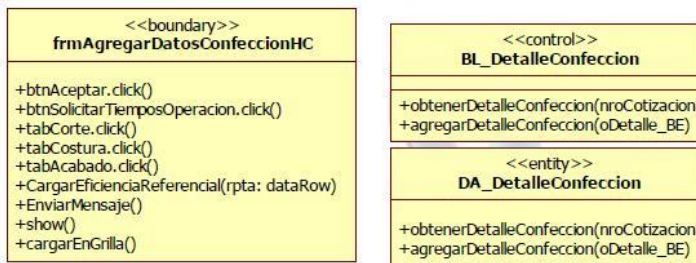 <<boundary>>
frmAgregarDatosConfeccionHC
+btnAceptar.click()
+btnSolicitarTiemposOperacion.click()
+tabCorte.click()
+tabCostura.click()
+tabAcabado.click()
+CargarEficienciaReferencial(rpta: dataRow)
+EnviarMensaje()
+show()
+cargarEnGrilla()
<<control>>
BL_DetalleConfeccion
+obtenerDetalleConfeccion(nroCotizacion
+agregarDetalleConfeccion(oDetalle_BE)
<<entity>>
DA_DetalleConfeccion
+obtenerDetalleConfeccion(nroCotizacion
+agregarDetalleConfeccion(oDetalle_BE)